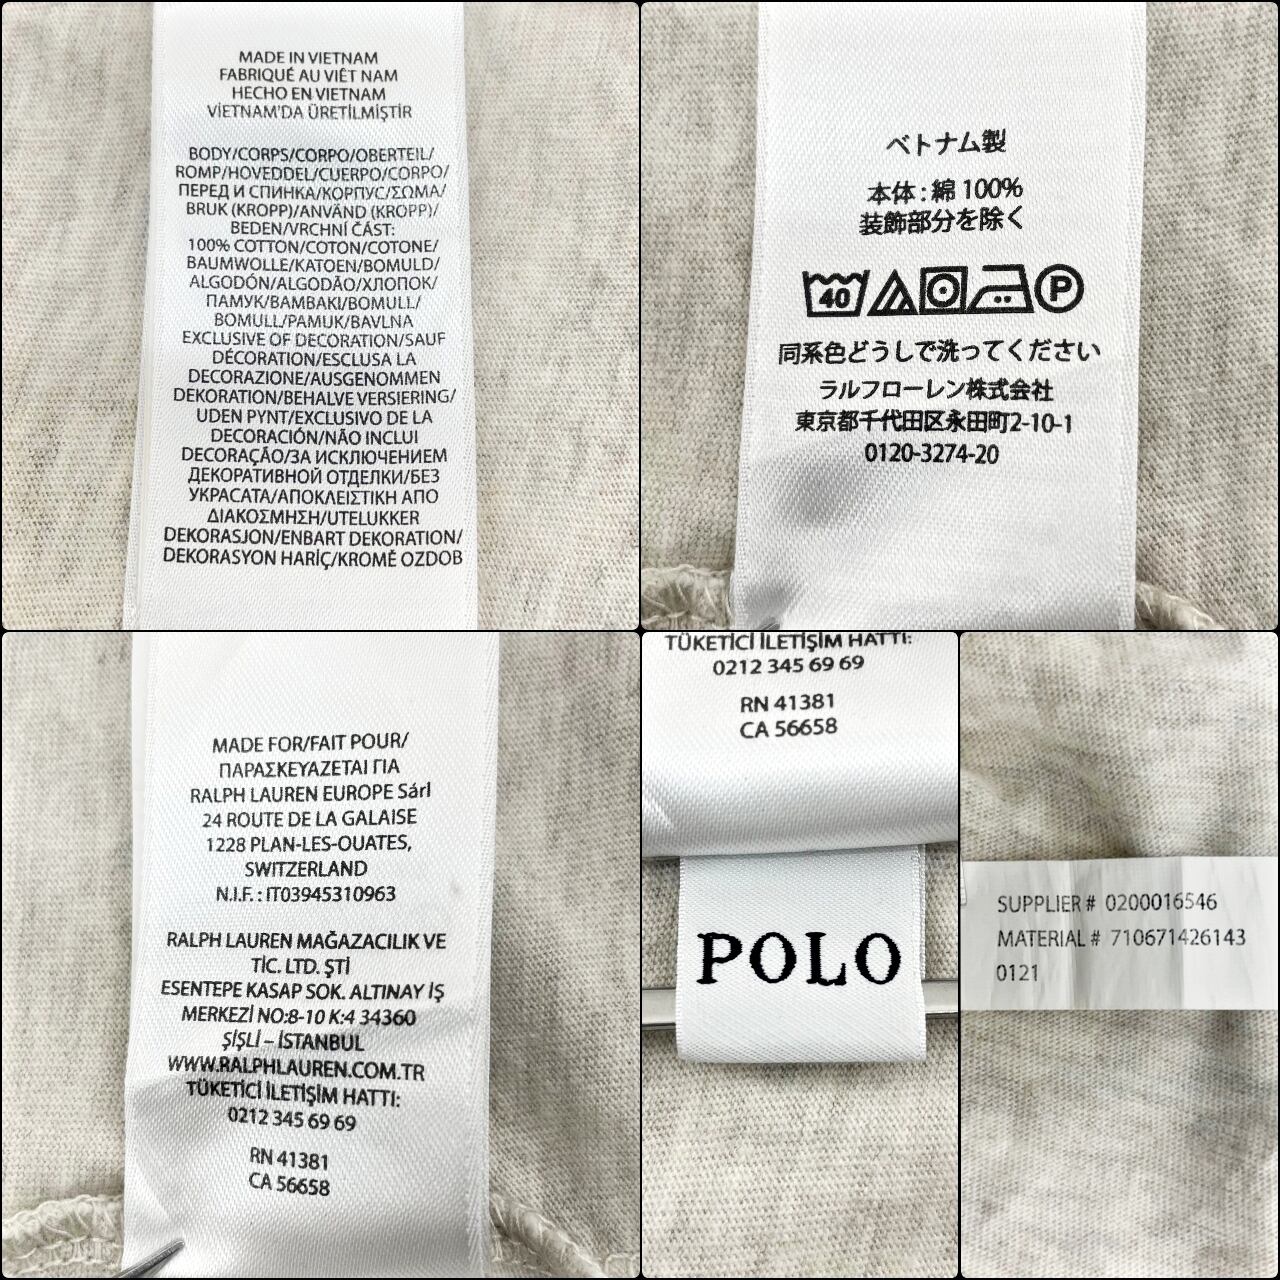 MADE IN VIETNAM
FABRIQUÉ AU VIÊT NAM
HECHO EN VIETNAM
VİETNAM'DA ÜRETİLMİŞTİR
BODY/CORPS/CORPO/OBERTEIL/
ROMP/HOVEDDEL/CUERPO/CORPO/
ПЕРЕД И СПИНКА/КОРПУС/ΣΩΜΑ/
BRUK (KROPP)/ANVÄND (KROPP)/
BEDEN/VRCHNÍ ČÁST:
100% COTTON/COTON/COTONE/
BAUMWOLLE/KATOEN/BOMULD/
ALGODÓN/ALGODÃO/ХЛОПОК/
ПАМУК/ΒΑΜΒΑΚΙ/BOMULL/
BOMULL/PAMUK/BAVLNA
EXCLUSIVE OF DECORATION/SAUF
DÉCORATION/ESCLUSA LA
DECORAZIONE/AUSGENOMMEN
DEKORATION/BEHALVE VERSIERING/
UDEN PYNT/EXCLUSIVO DE LA
DECORACIÓN/NÃO INCLUI
DECORAÇÃO/ЗА ИСКЛЮЧЕНИЕМ
ДЕКОРАТИВНОЙ ОТДЕЛКИ/БЕЗ
УКРАСАТА/ΑΠΟΚΛΕΙΣΤΙΚΗ ΑΠΟ
ΔΙΑΚΟΣΜΗΣΗ/UTELUKKER
DEKORASJON/ENBART DEKORATION/
DEKORASYON HARİÇ/KROMĚ OZDOB
ベトナム製
本体 : 綿 100%
装飾部分を除く
40 P
同系色どうしで洗ってください
ラルフローレン株式会社
東京都千代田区永田町2-10-1
0120-3274-20
MADE FOR/FAIT POUR/
ΠΑΡΑΣΚΕΥΑΖΕΤΑΙ ΓΙΑ
RALPH LAUREN EUROPE Sárl
24 ROUTE DE LA GALAISE
1228 PLAN-LES-OUATES,
SWITZERLAND
N.I.F. : IT03945310963
RALPH LAUREN MAĞAZACILIK VE
TİC. LTD. ŞTİ
ESENTEPE KASAP SOK. ALTINAY İŞ
MERKEZİ NO:8-10 K:4 34360
ŞİŞLİ – İSTANBUL
WWW.RALPHLAUREN.COM.TR
TÜKETİCİ İLETİŞİM HATTI:
0212 345 69 69
RN 41381
CA 56658
TÜKETİCİ İLETİŞİM HATTI:
0212 345 69 69
RN 41381
CA 56658
POLO
SUPPLIER # 0200016546
MATERIAL # 710671426143
0121